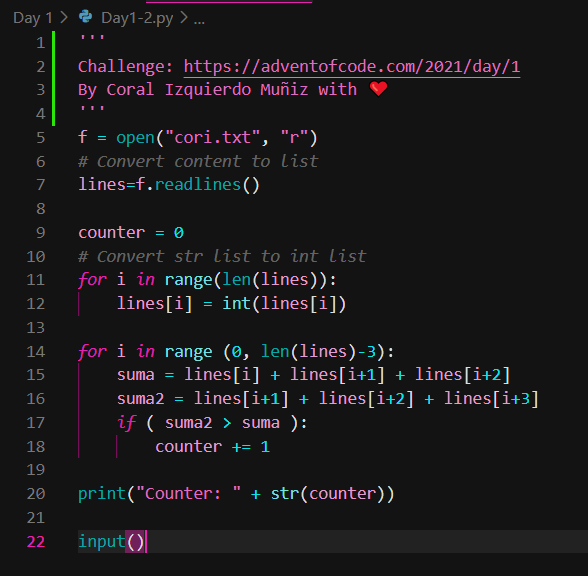 Day 1 > Day1-2.py > ...
1 '''
2 Challenge: https://adventofcode.com/2021/day/1
3 By Coral Izquierdo Muñiz with ❤️
4 '''
5 f = open("cori.txt", "r")
6 # Convert content to list
7 lines=f.readlines()
8
9 counter = 0
10 # Convert str list to int list
11 for i in range(len(lines)):
12     lines[i] = int(lines[i])
13
14 for i in range (0, len(lines)-3):
15     suma = lines[i] + lines[i+1] + lines[i+2]
16     suma2 = lines[i+1] + lines[i+2] + lines[i+3]
17     if ( suma2 > suma ):
18         counter += 1
19
20 print("Counter: " + str(counter))
21
22 input()